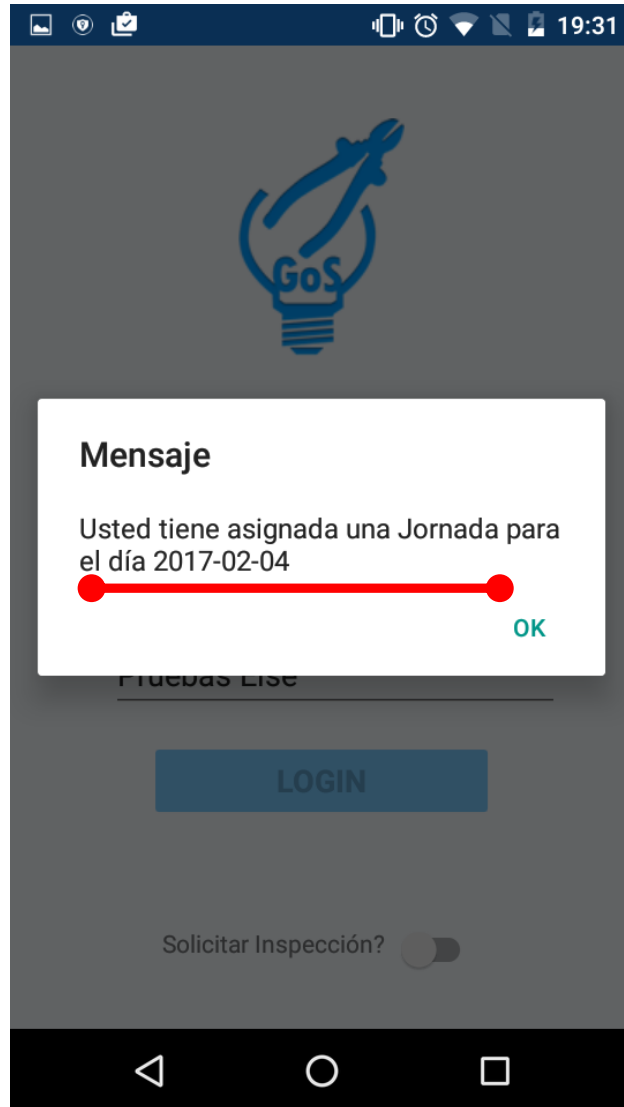 19:31
GoS
Mensaje
Usted tiene asignada una Jornada para
el día 2017-02-04
OK
Pruebas Else
LOGIN
Solicitar Inspección?